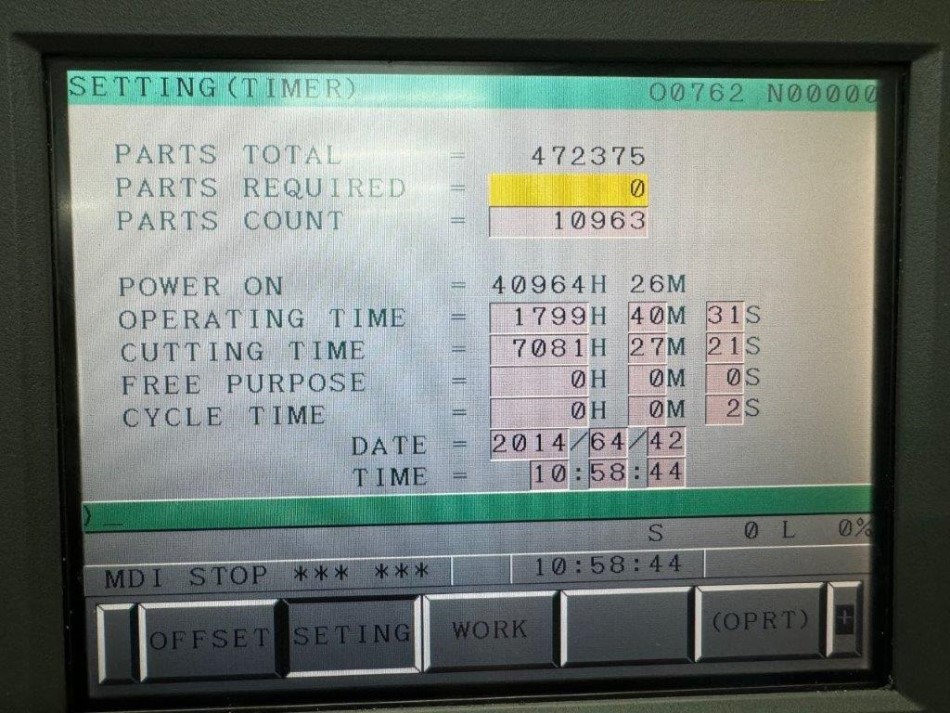 SETTING(TIMER) O0762 N00000
PARTS TOTAL = 472375
PARTS REQUIRED = 0
PARTS COUNT = 10963
POWER ON = 40964H 26M
OPERATING TIME = 1799H 40M 31S
CUTTING TIME = 7081H 27M 21S
FREE PURPOSE = 0H 0M 0S
CYCLE TIME = 0H 0M 2S
DATE = 2014/64/42
TIME = 10:58:44
>_
S 0 L 0%
MDI STOP *** *** 10:58:44
OFFSET SETING WORK (OPRT) +